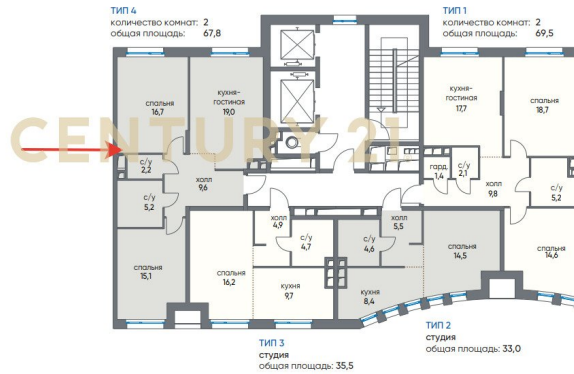 ТИП 4
количество комнат: 2
общая площадь: 67,8
ТИП 1
количество комнат: 2
общая площадь: 69,5
спальня
16,7
кухня-
гостиная
19,0
кухня-
гостиная
17,7
спальня
18,7
CENTURY 21
с/у
2,2
гард.
1,4
с/у
2,1
холл
9,6
холл
9,8
с/у
5,2
с/у
5,2
холл
4,9
с/у
4,7
холл
5,5
с/у
4,6
14,5
14,6
спальня
15,1
спальня
16,2
кухня
9,7
кухня
8,4
ТИП 3
студия
общая площадь: 35,5
ТИП 2
студия
общая площадь: 33,0